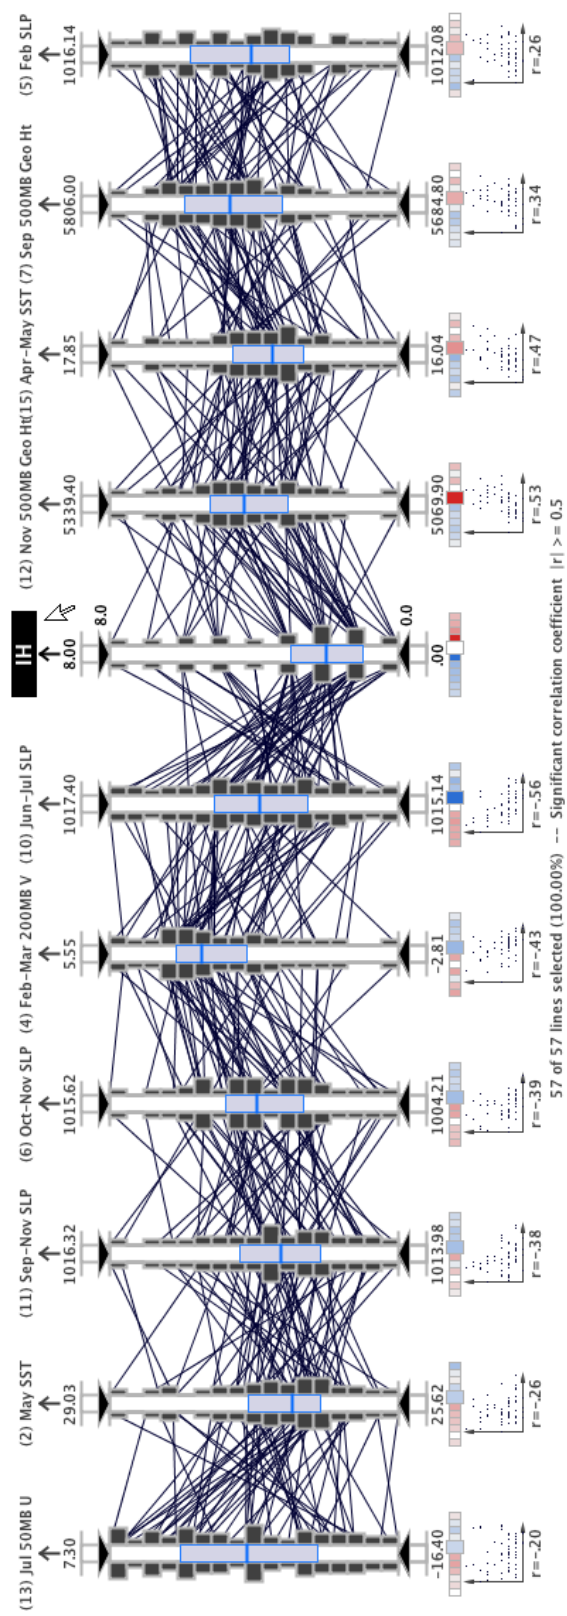 (13) Jul 50MB U (2) May SST (11) Sep-Nov SLP (6) Oct-Nov SLP (4) Feb-Mar 200MB V (10) Jun-Jul SLP IH (12) Nov 500MB Geo Ht(15) Apr-May SST (7) Sep 500MB Geo Ht (5) Feb SLP
7.30 29.03 1016.32 1015.62 5.55 1017.40 8.00 5339.40 17.85 5806.00 1016.14
8.0
0.0
-16.40 25.62 1013.98 1004.21 -2.81 1015.14 .00 5069.90 16.04 5684.80 1012.08
r=-.20 r=-.26 r=-.38 r=-.39 r=-.43 r=-.56 r=.53 r=.47 r=.34 r=.26
57 of 57 lines selected (100.00%) -- Significant correlation coefficient |r| >= 0.5